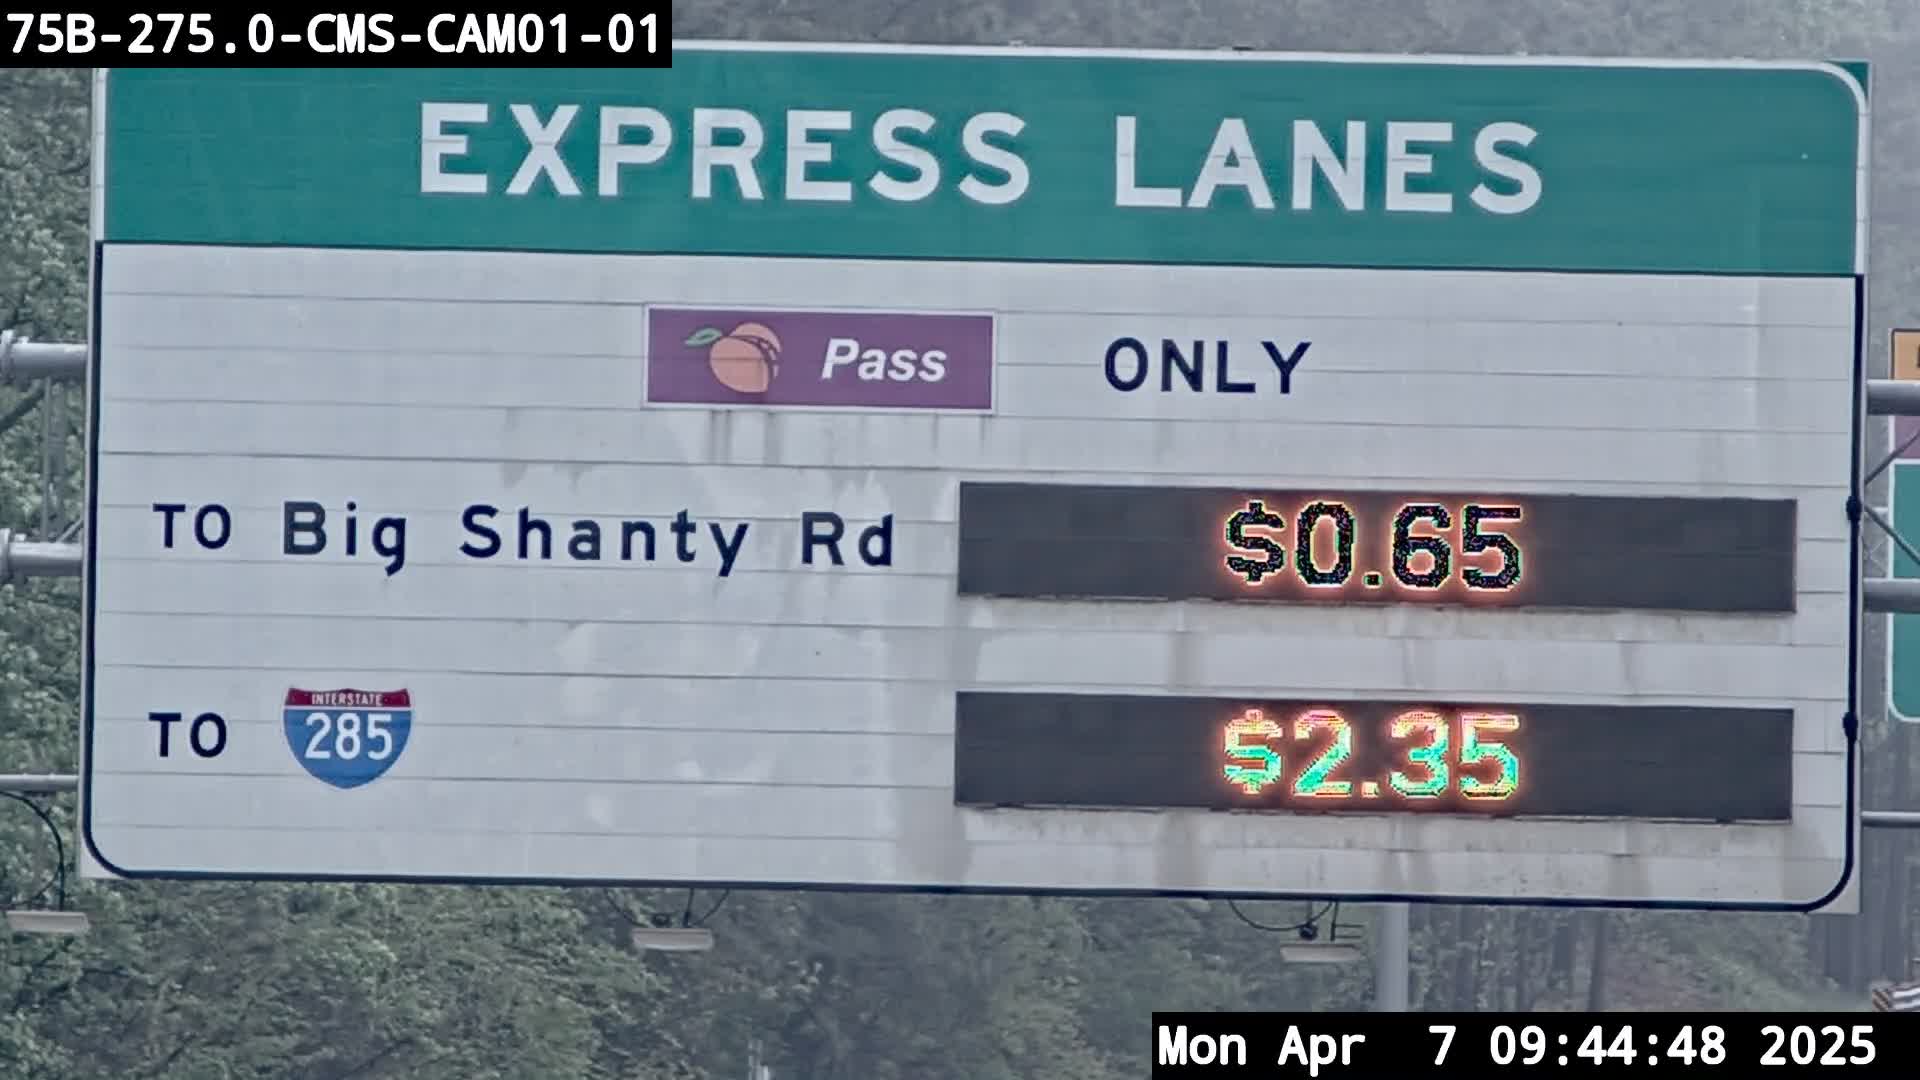 75B-275.0-CMS-CAM01-01
EXPRESS LANES
Pass ONLY
TO Big Shanty Rd $0.65
INTERSTATE
TO 285 $2.35
Mon Apr 7 09:44:48 2025